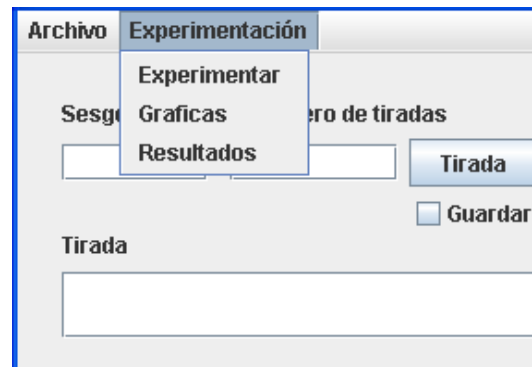 Archivo Experimentación
Experimentar
Graficas
Resultados
Sesg ero de tiradas
Tirada
Guardar
Tirada